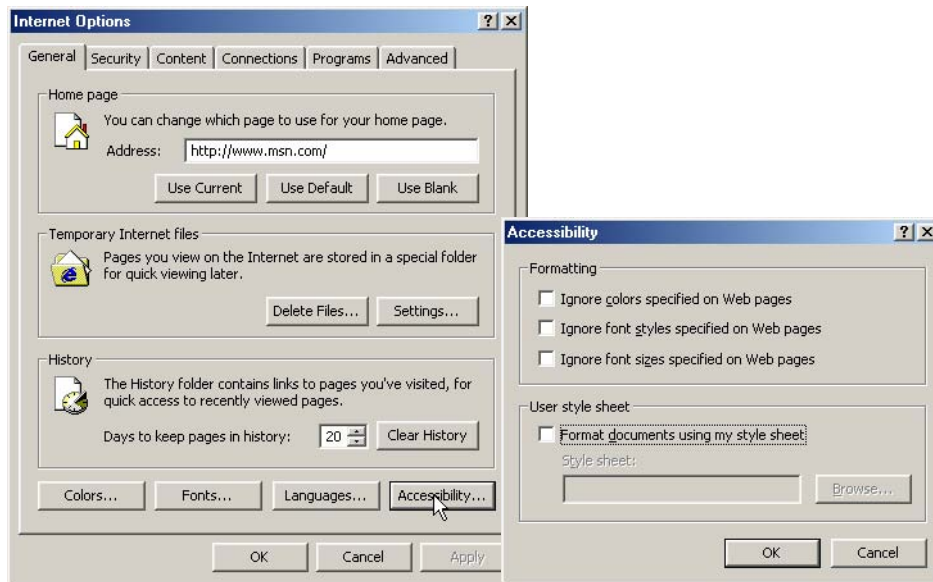 Internet Options
General Security Content Connections Programs Advanced
Home page
You can change which page to use for your home page.
Address: http://www.msn.com/
Use Current Use Default Use Blank
Temporary Internet files
Pages you view on the Internet are stored in a special folder
for quick viewing later.
Delete Files... Settings...
History
The History folder contains links to pages you've visited, for
quick access to recently viewed pages.
Days to keep pages in history: 20 Clear History
Colors... Fonts... Languages... Accessibility...
OK Cancel Apply
Accessibility
Formatting
Ignore colors specified on Web pages
Ignore font styles specified on Web pages
Ignore font sizes specified on Web pages
User style sheet
Format documents using my style sheet
Style sheet:
Browse...
OK Cancel